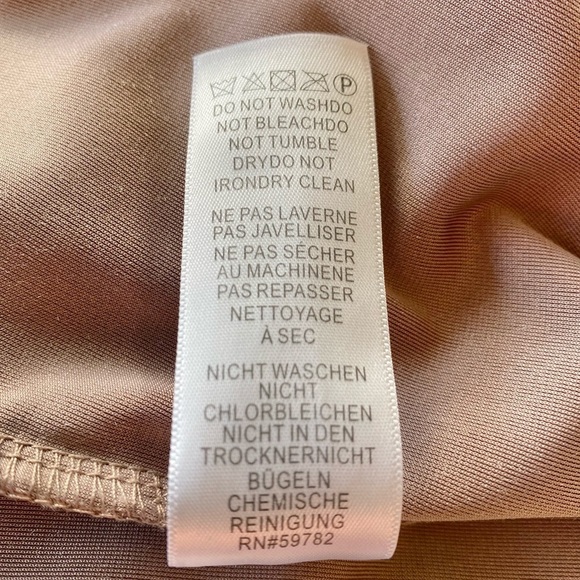 P
DO NOT WASHDO
NOT BLEACHDO
NOT TUMBLE
DRYDO NOT
IRONDRY CLEAN
NE PAS LAVERNE
PAS JAVELLISER
NE PAS SÉCHER
AU MACHINENE
PAS REPASSER
NETTOYAGE
À SEC
NICHT WASCHEN
NICHT
CHLORBLEICHEN
NICHT IN DEN
TROCKNERNICHT
BÜGELN
CHEMISCHE
REINIGUNG
RN#59782